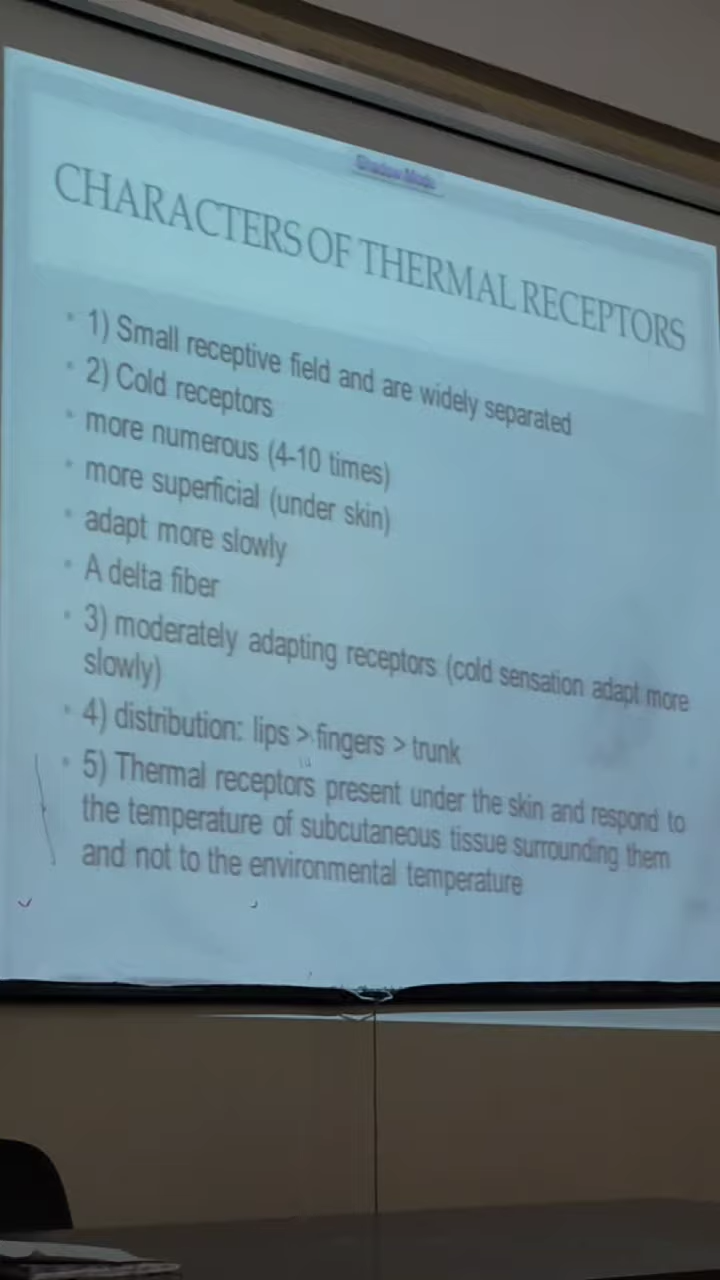 Shadow Mode
CHARACTERS OF THERMAL RECEPTORS
• 1) Small receptive field and are widely separated
• 2) Cold receptors
• more numerous (4-10 times)
• more superficial (under skin)
• adapt more slowly
• A delta fiber
• 3) moderately adapting receptors (cold sensation adapt more
slowly)
• 4) distribution: lips > fingers > trunk
• 5) Thermal receptors present under the skin and respond to
the temperature of subcutaneous tissue surrounding them
and not to the environmental temperature